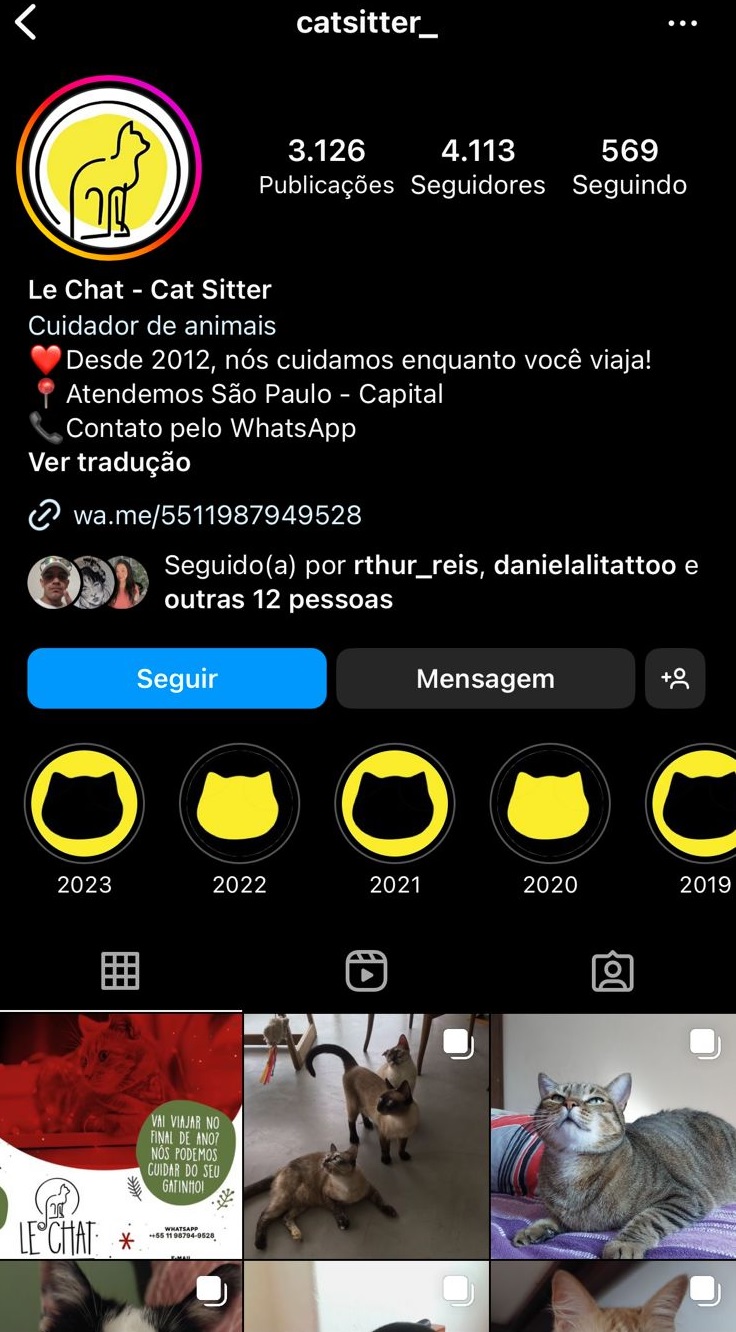 catsitter_
3.126
4.113
569
Publicações
Seguidores
Seguindo
Le Chat - Cat Sitter
Cuidador de animais
❤️Desde 2012, nós cuidamos enquanto você viaja!
📍Atendemos São Paulo - Capital
📞Contato pelo WhatsApp
Ver tradução
wa.me/5511987949528
Seguido(a) por rthur_reis, danielalitattoo e
outras 12 pessoas
Seguir
Mensagem
2023
2022
2021
2020
2019
VAI VIAJAR NO
FINAL DE ANO?
NÓS PODEMOS
CUIDAR DO SEU
GATINHO!
LE CHAT
WHATSAPP
+55 11 98794-9528
E-MAIL